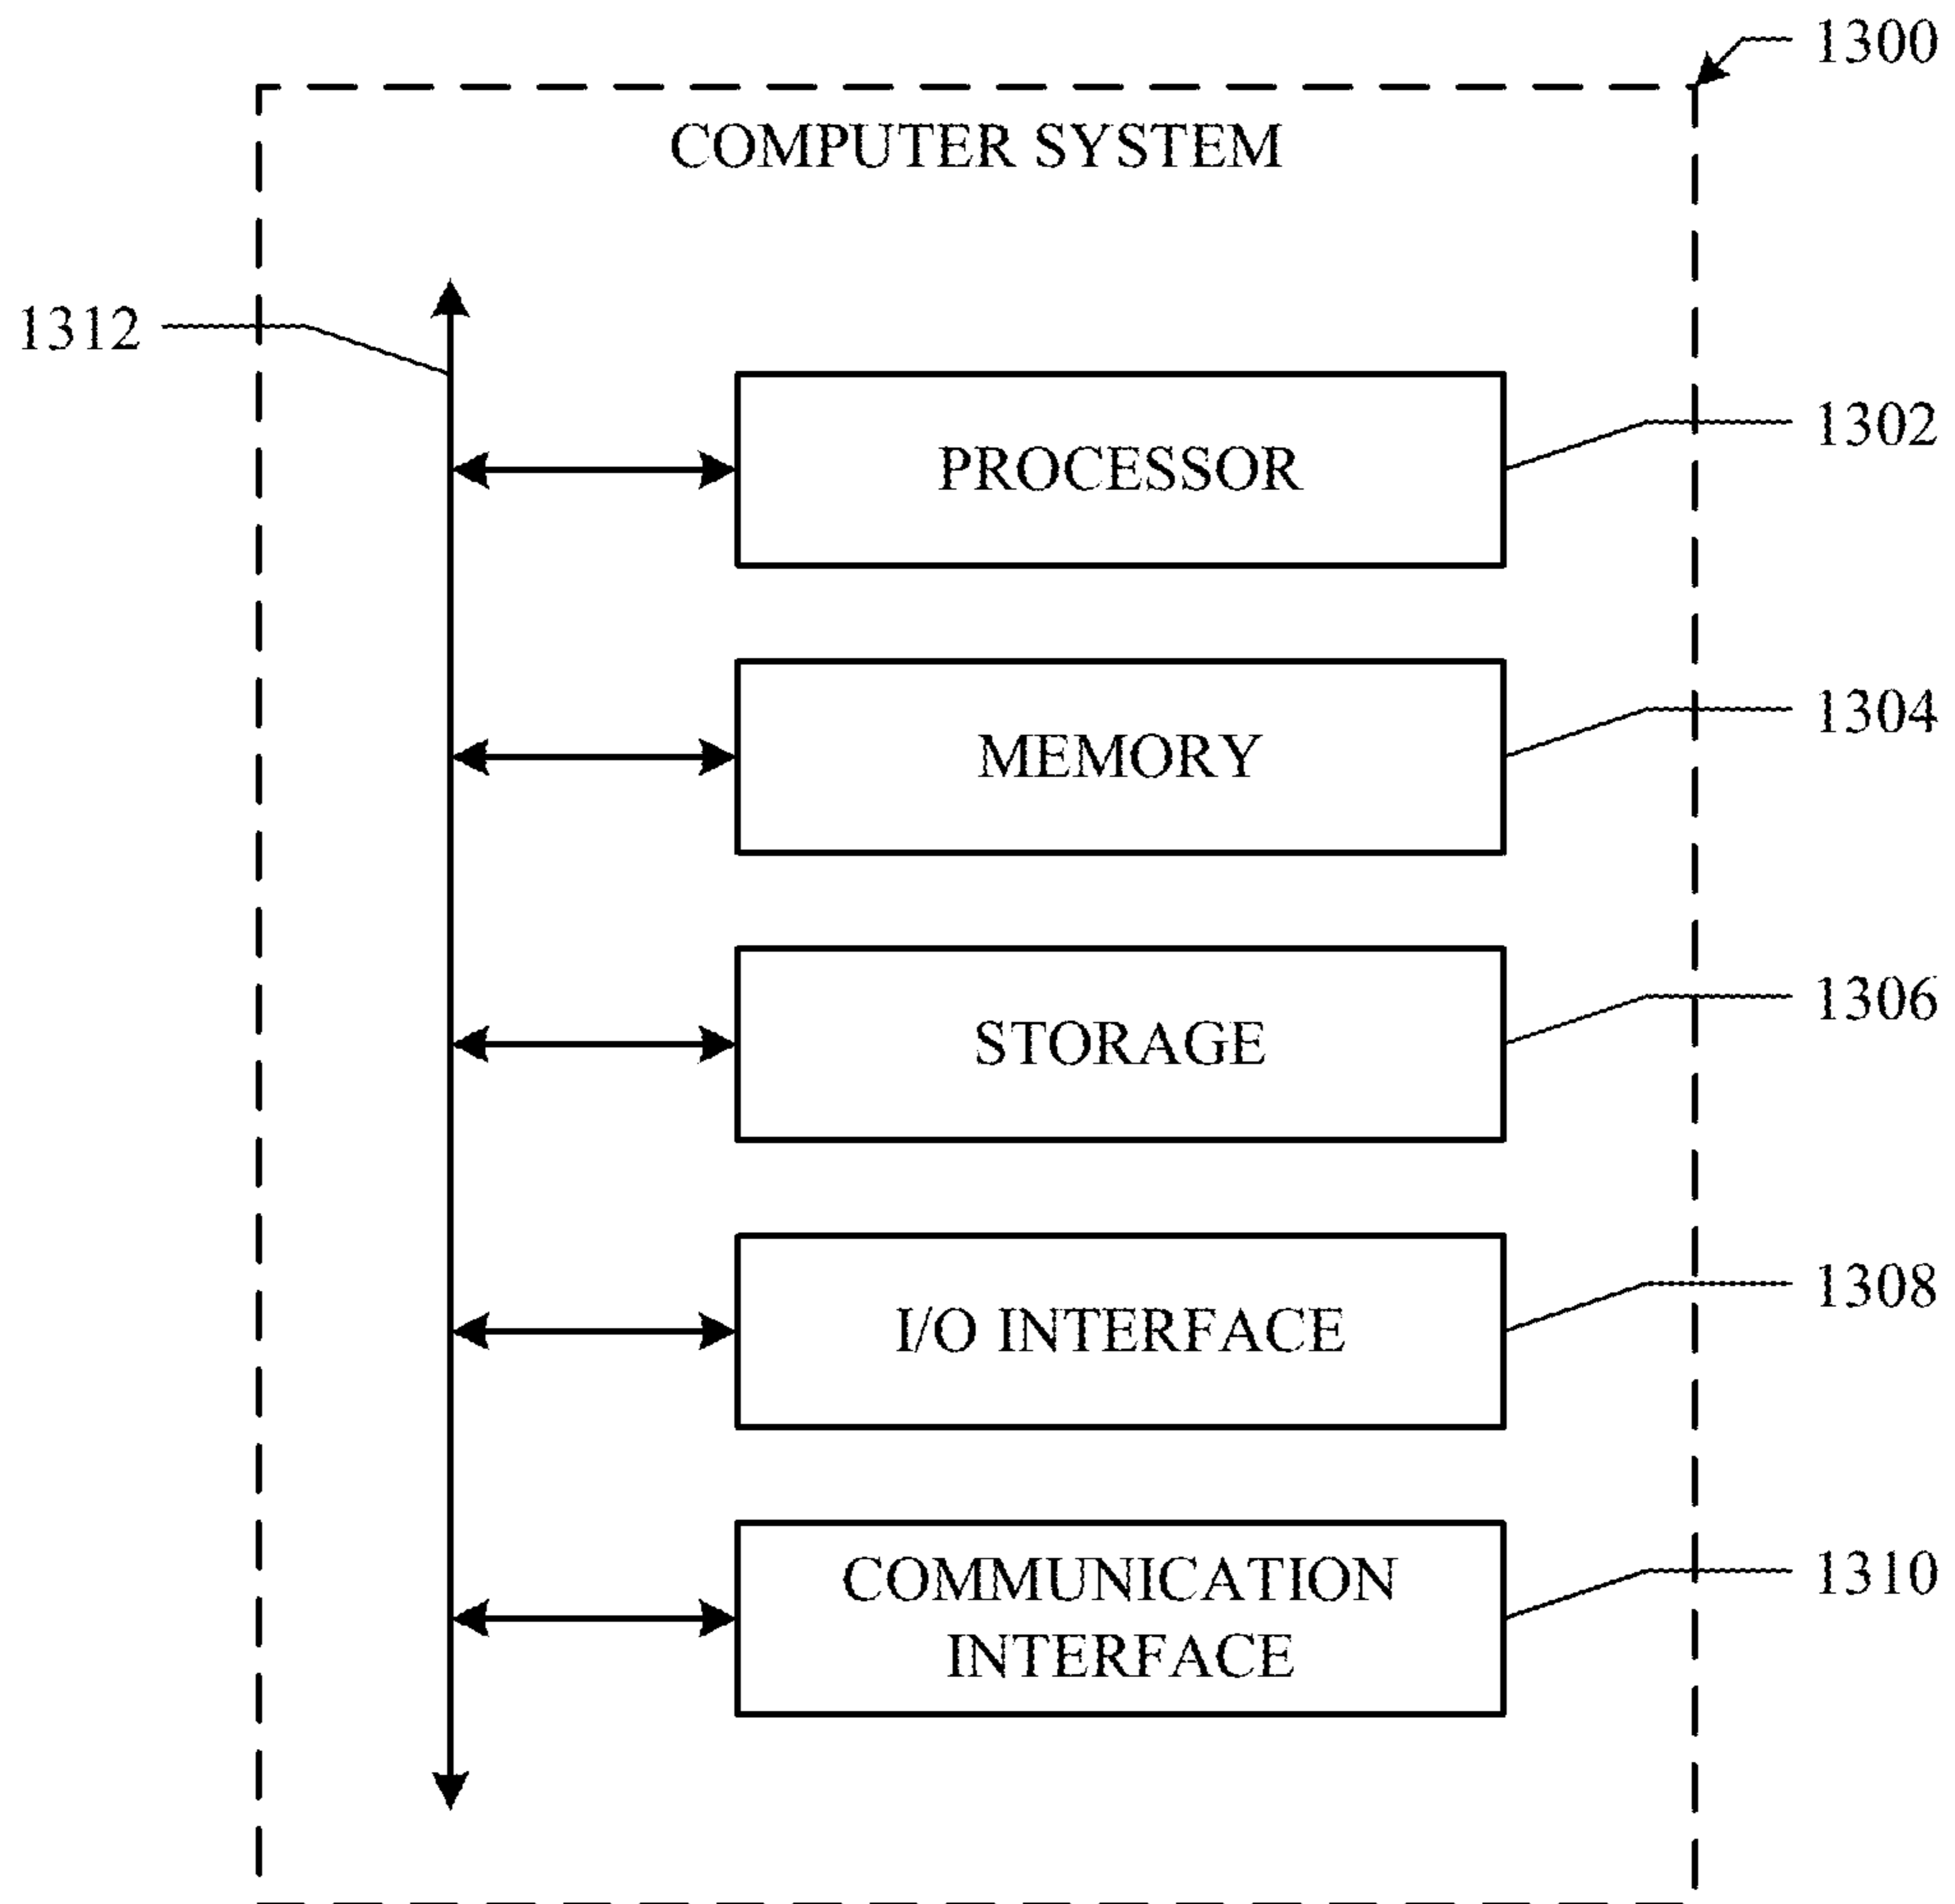 1300
COMPUTER SYSTEM
1312
1302
PROCESSOR
1304
MEMORY
1306
STORAGE
1308
I/O INTERFACE
1310
COMMUNICATION
INTERFACE